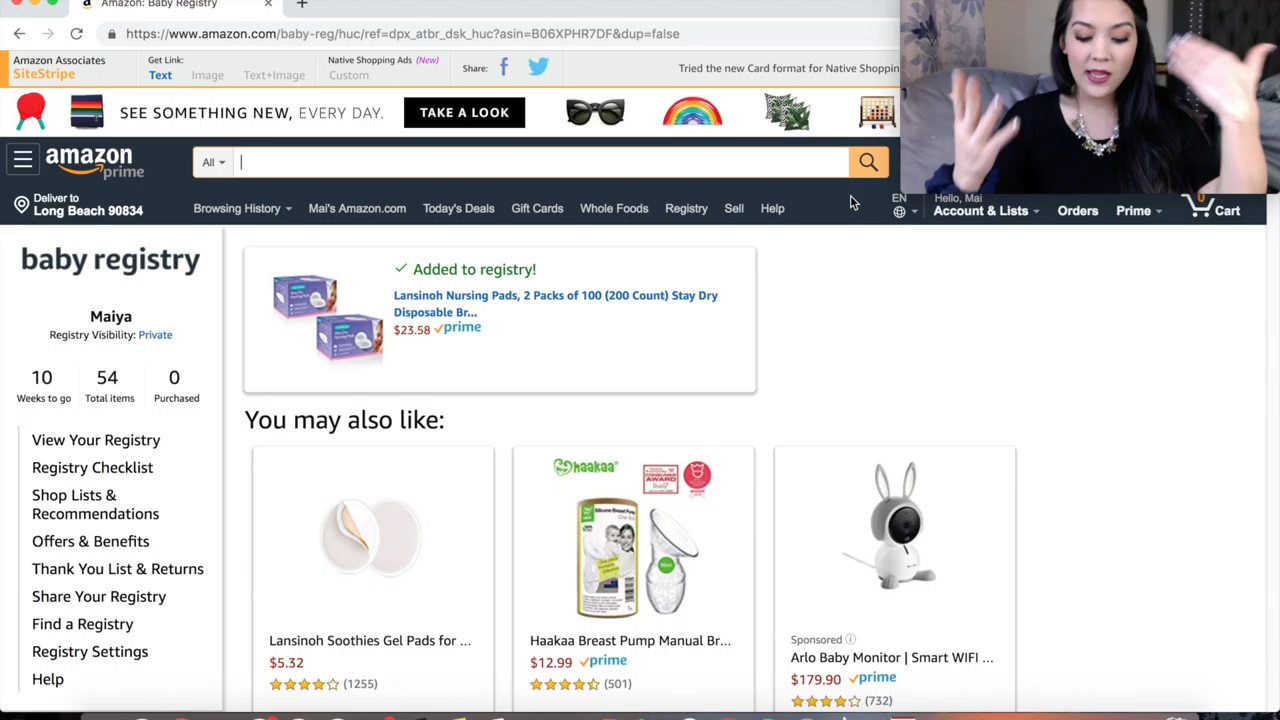 Amazon: Baby Registry
https://www.amazon.com/baby-reg/huc/ref=dpx_atbr_dsk_huc?asin=B06XPHR7DF&dup=false
Amazon Associates
SiteStripe
Get Link:
Text Image Text+Image
Native Shopping Ads (New)
Custom
Share:
Tried the new Card format for Native Shoppin
SEE SOMETHING NEW, EVERY DAY.
TAKE A LOOK
amazon
prime
All
Deliver to
Long Beach 90834
Browsing History Mai's Amazon.com Today's Deals Gift Cards Whole Foods Registry Sell Help
EN
Hello, Mai
Account & Lists
Orders
Prime
0
Cart
baby registry
Maiya
Registry Visibility: Private
10 54 0
Weeks to go Total items Purchased
View Your Registry
Registry Checklist
Shop Lists &
Recommendations
Offers & Benefits
Thank You List & Returns
Share Your Registry
Find a Registry
Registry Settings
Help
Added to registry!
Lansinoh Nursing Pads, 2 Packs of 100 (200 Count) Stay Dry
Disposable Br...
$23.58 prime
You may also like:
Lansinoh Soothies Gel Pads for ...
$5.32
(1255)
haakaa
AWARD
Haakaa Breast Pump Manual Br...
$12.99 prime
(501)
Sponsored
Arlo Baby Monitor | Smart WIFI ...
$179.90 prime
(732)